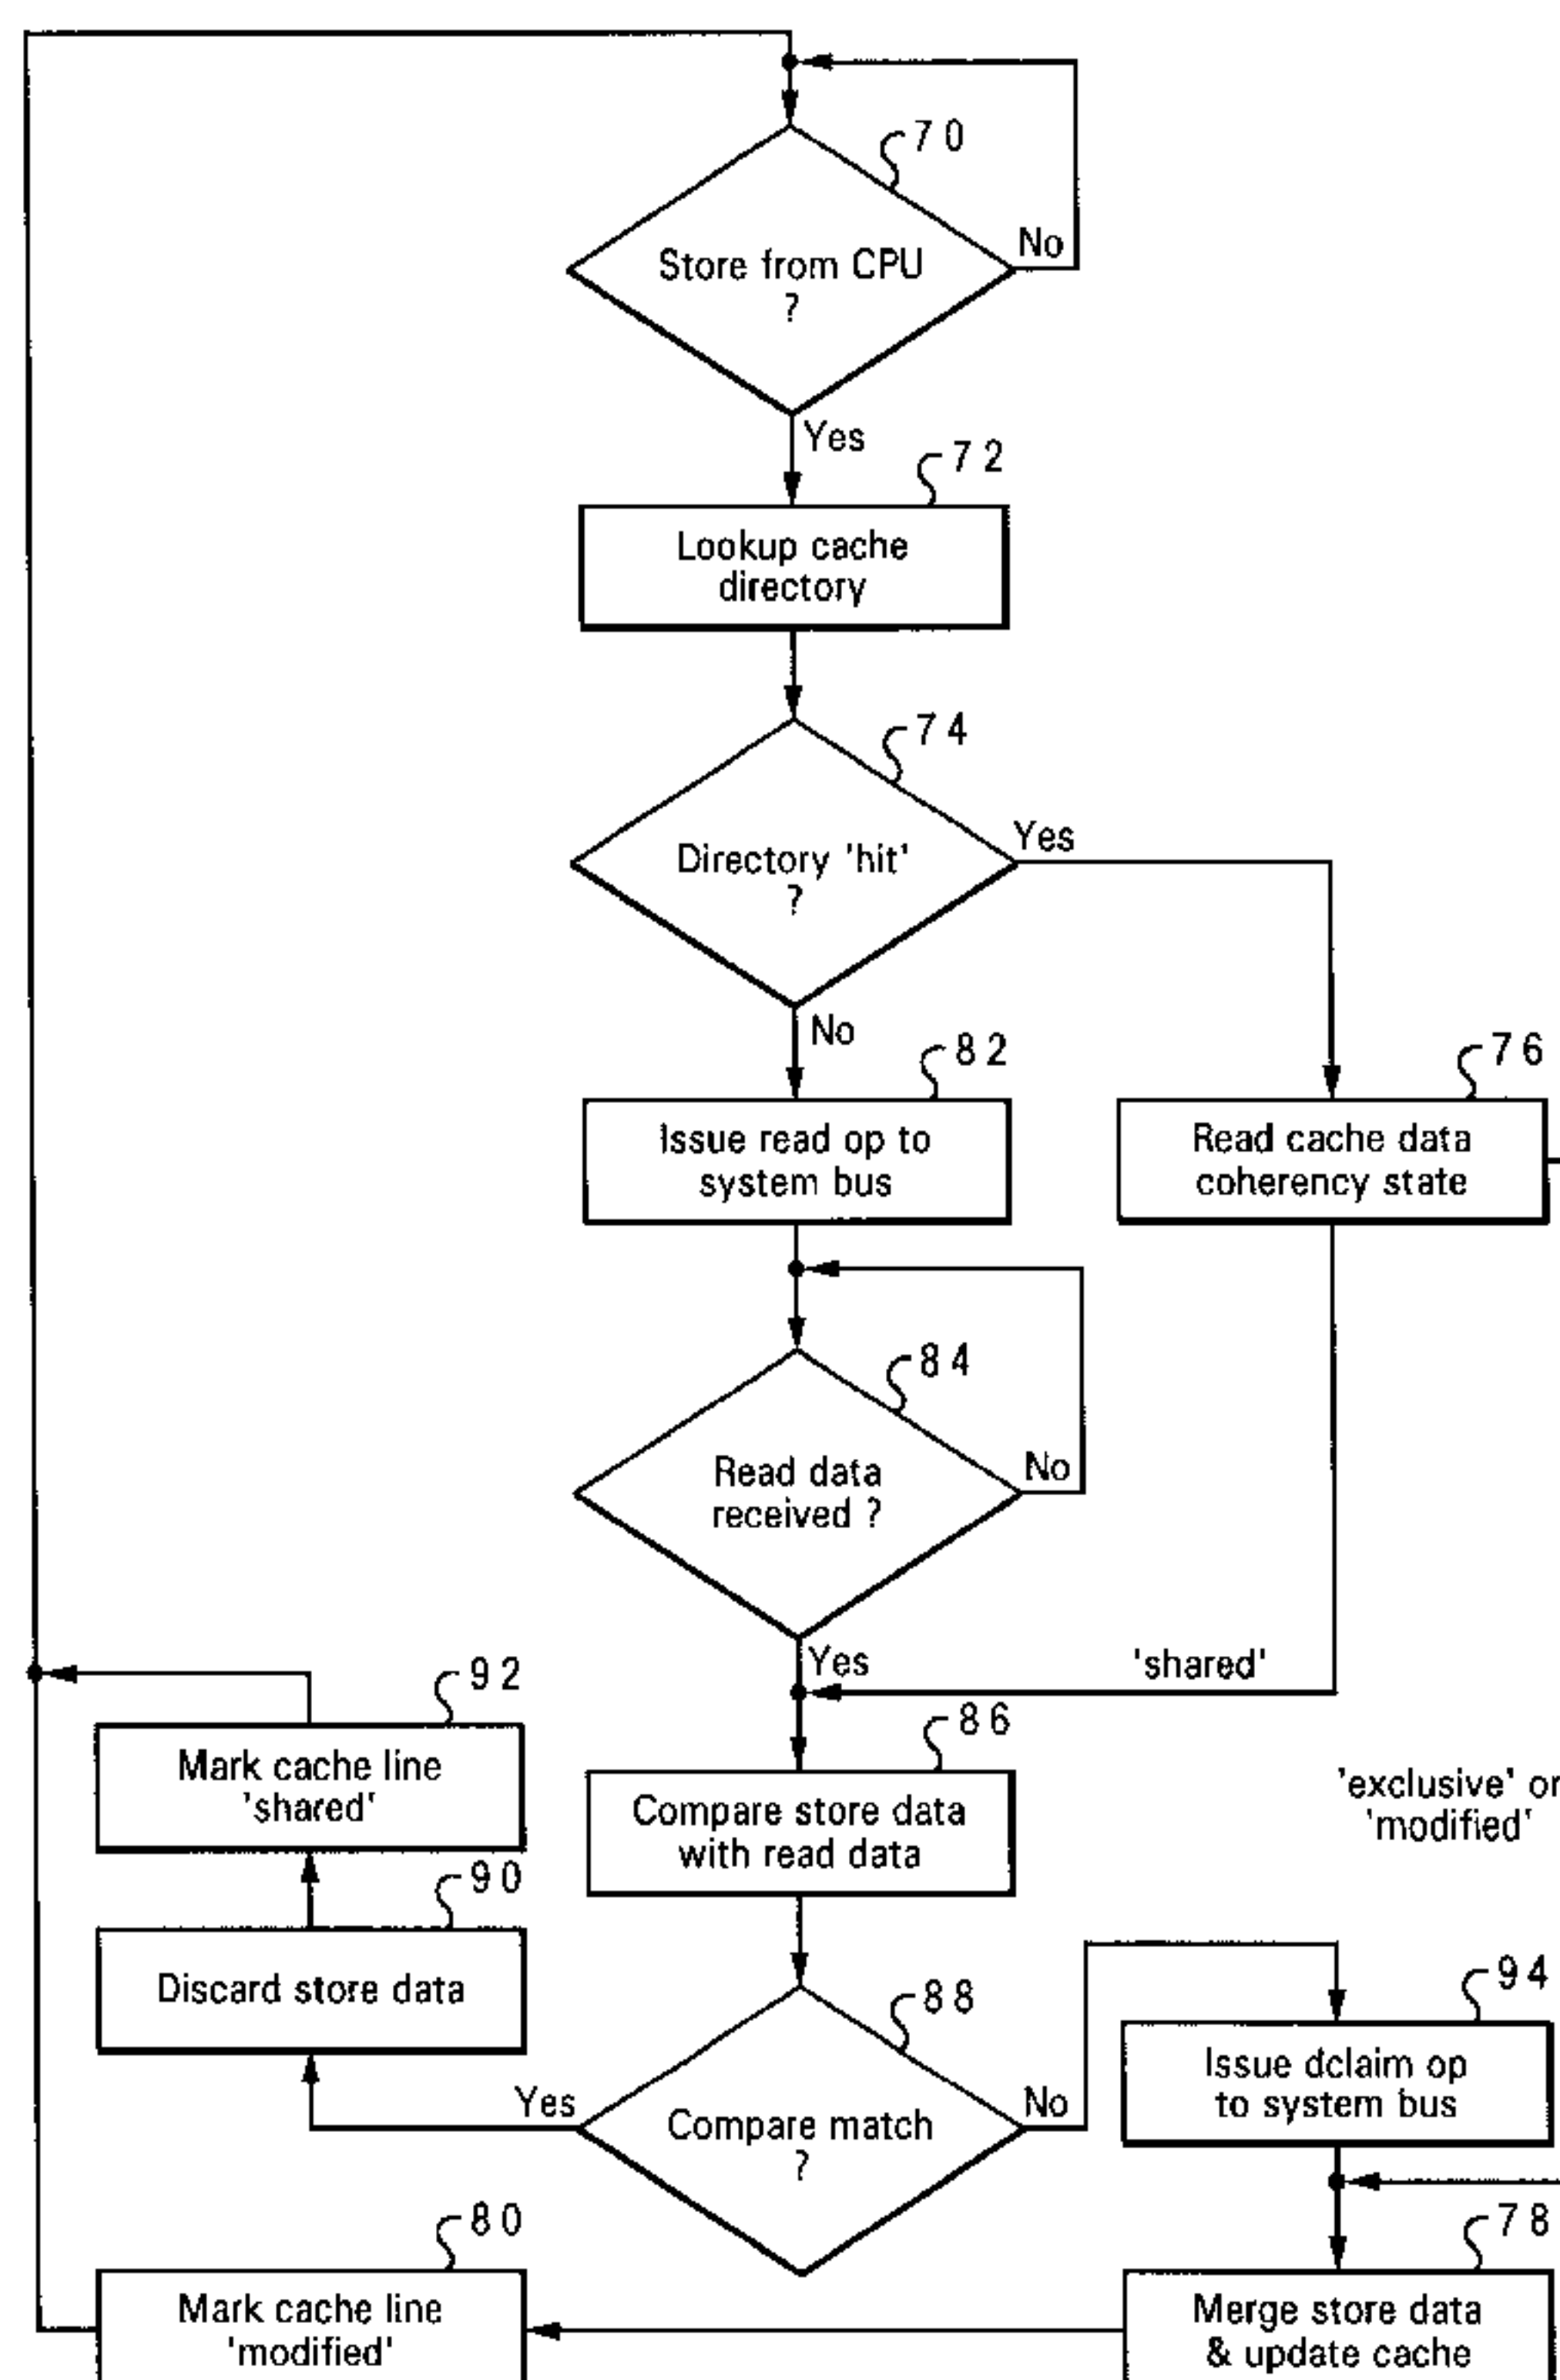 70
No
Store from CPU
?
Yes
72
Lookup cache
directory
74
Yes
Directory 'hit'
?
No
82
76
Issue read op to
system bus
Read cache data
coherency state
84
No
Read data
received ?
Yes
'shared'
92
86
Mark cache line
'shared'
Compare store data
with read data
'exclusive' or
'modified'
90
Discard store data
88
94
Issue dclaim op
to system bus
Yes
No
Compare match
?
80
78
Mark cache line
'modified'
Merge store data
& update cache